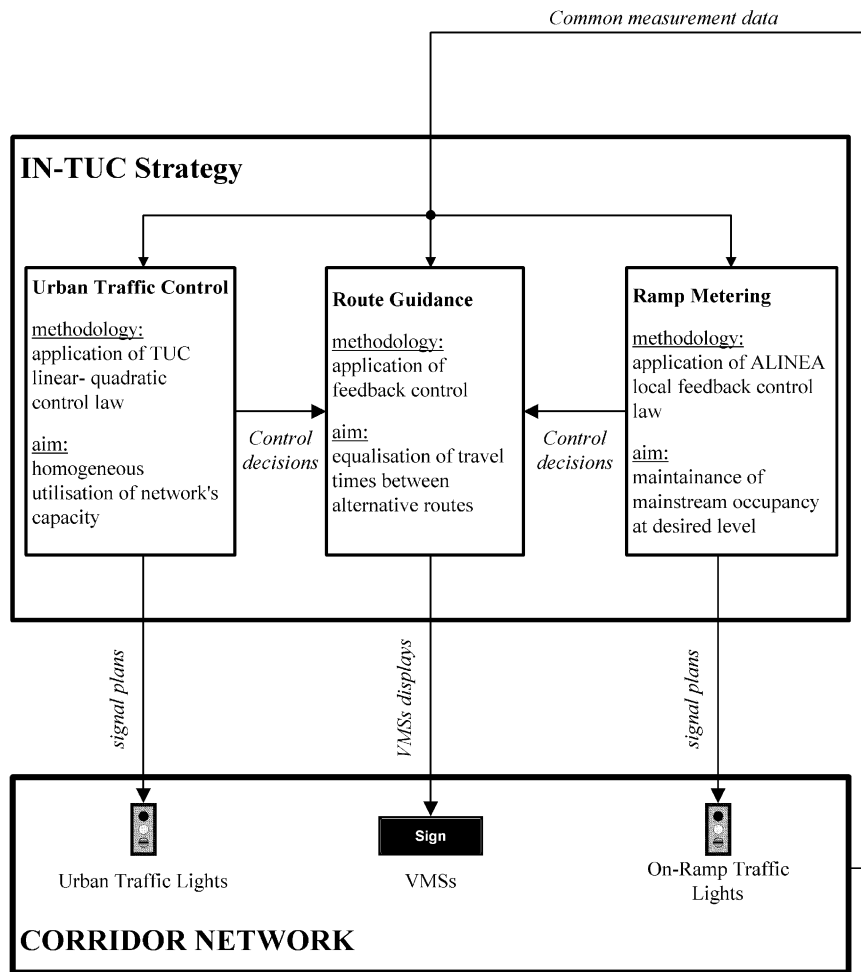 Common measurement data
IN-TUC Strategy
Urban Traffic Control
methodology:
application of TUC
linear- quadratic
control law
aim:
homogeneous
utilisation of network's
capacity
Control
decisions
Route Guidance
methodology:
application of
feedback control
aim:
equalisation of travel
times between
alternative routes
Control
decisions
Ramp Metering
methodology:
application of ALINEA
local feedback control
law
aim:
maintainance of
mainstream occupancy
at desired level
signal plans
VMSs displays
signal plans
Urban Traffic Lights
Sign
VMSs
On-Ramp Traffic
Lights
CORRIDOR NETWORK